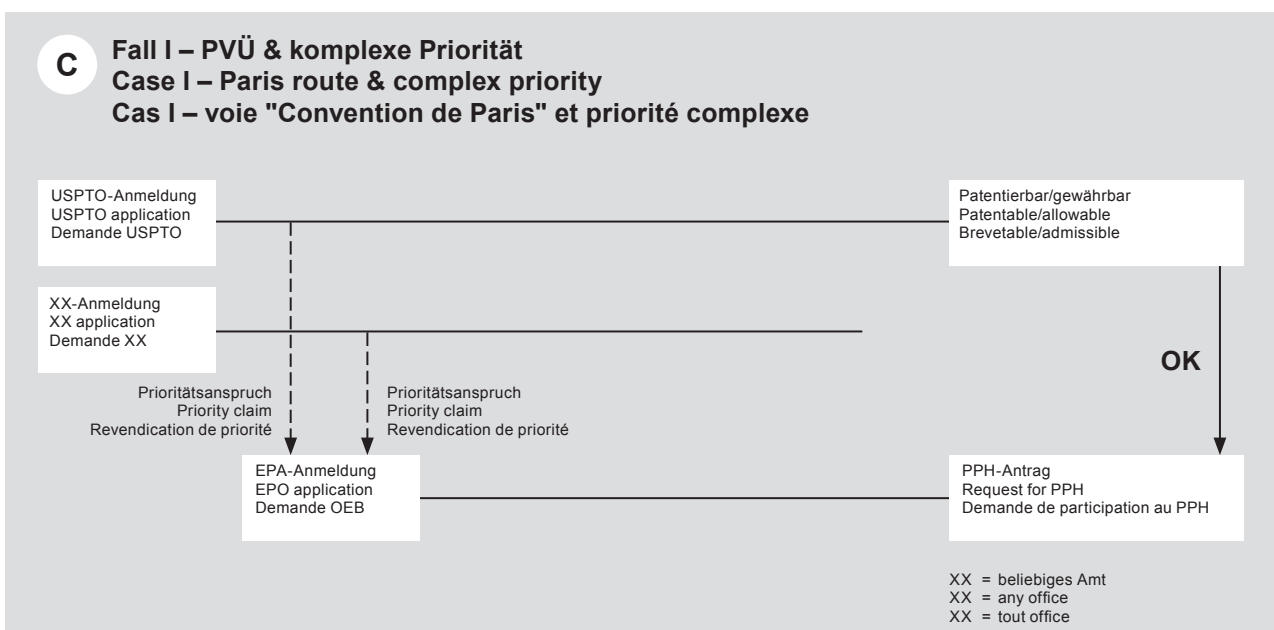 C
Fall I – PVÜ & komplexe Priorität
Case I – Paris route & complex priority
Cas I – voie "Convention de Paris" et priorité complexe
USPTO-Anmeldung
USPTO application
Demande USPTO
Patentierbar/gewährbar
Patentable/allowable
Brevetable/admissible
XX-Anmeldung
XX application
Demande XX
OK
Prioritätsanspruch
Priority claim
Revendication de priorité
Prioritätsanspruch
Priority claim
Revendication de priorité
EPA-Anmeldung
EPO application
Demande OEB
PPH-Antrag
Request for PPH
Demande de participation au PPH
XX = beliebiges Amt
XX = any office
XX = tout office